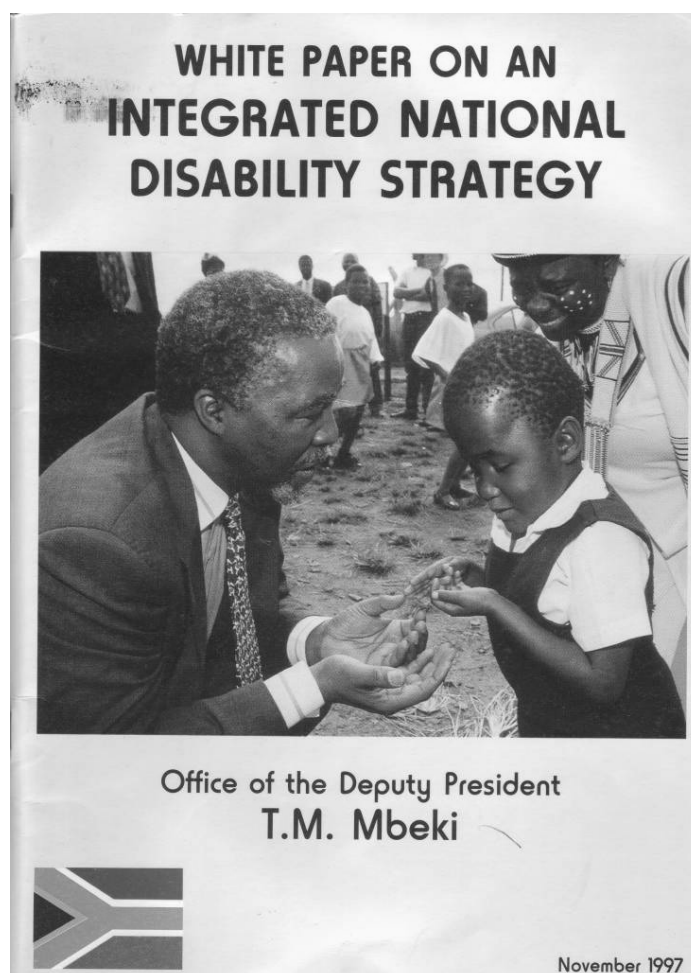 WHITE PAPER ON AN
INTEGRATED NATIONAL
DISABILITY STRATEGY
Office of the Deputy President
T.M. Mbeki
November 1997